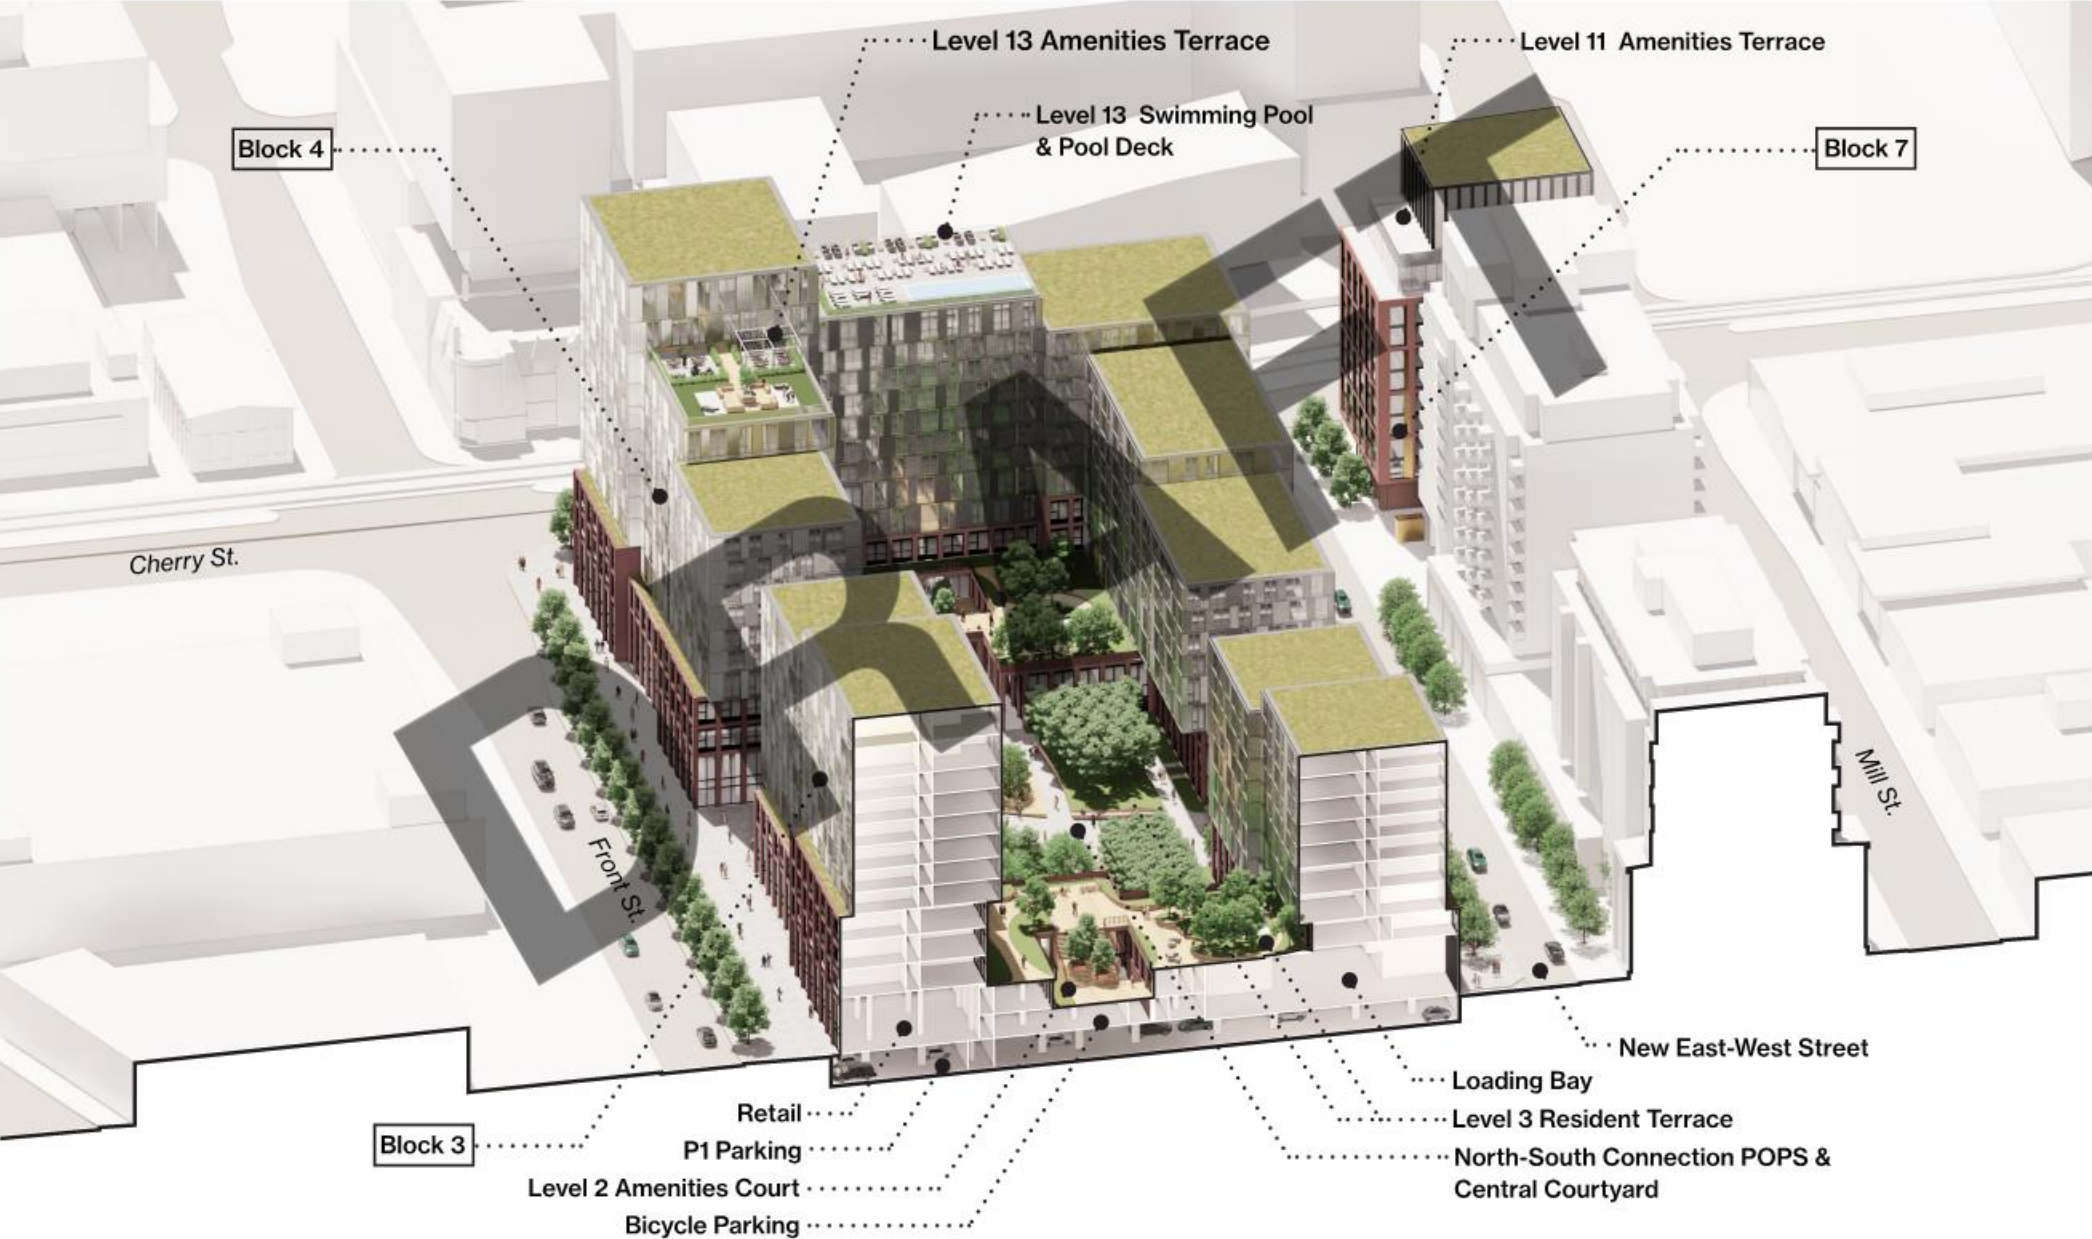 Level 13 Amenities Terrace
Level 11 Amenities Terrace
Level 13 Swimming Pool
& Pool Deck
Block 4
Block 7
Cherry St.
DRAFT
Mill St.
Front St.
New East-West Street
Loading Bay
Retail
Level 3 Resident Terrace
Block 3
P1 Parking
North-South Connection POPS &
Central Courtyard
Level 2 Amenities Court
Bicycle Parking